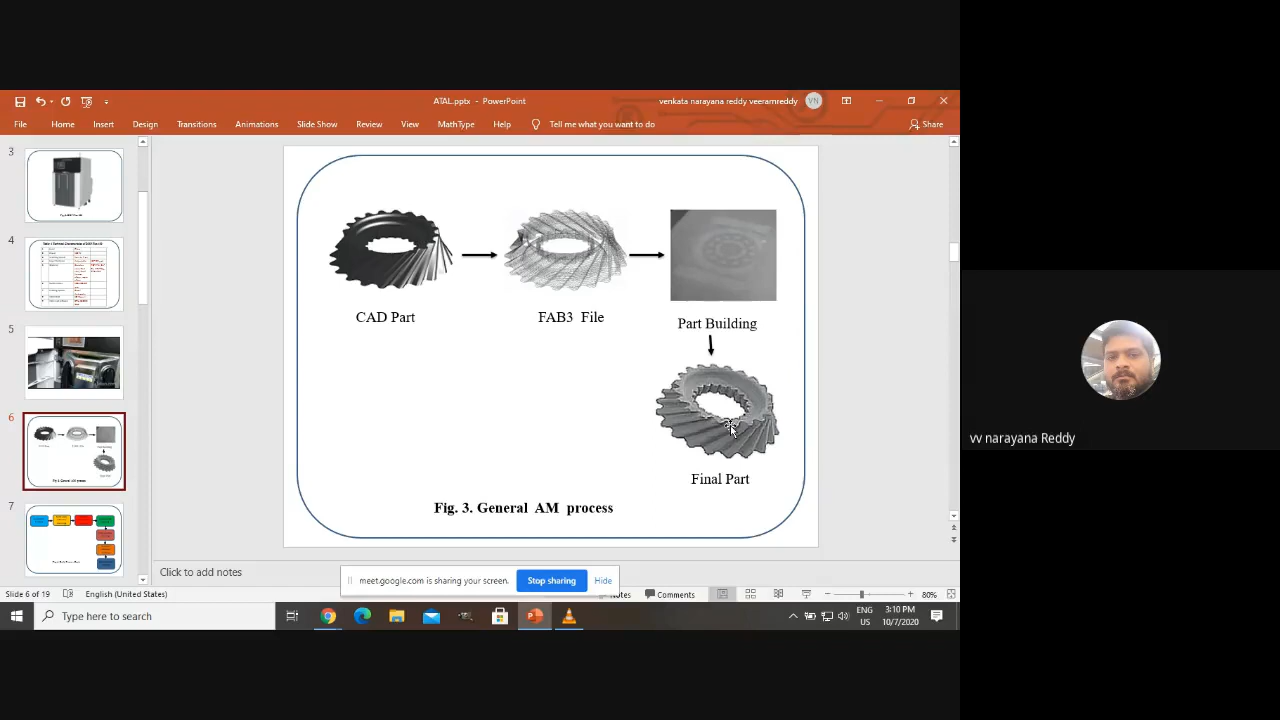 ATAL.pptx - PowerPoint
venkata narayana reddy veeramreddy
VN
File Home Insert Design Transitions Animations Slide Show Review View MathType Help Tell me what you want to do Share
3
4
5
6
7
CAD Part
FAB3 File
Part Building
Final Part
Fig. 3. General AM process
Click to add notes
meet.google.com is sharing your screen. Stop sharing Hide
Slide 6 of 19 English (United States) Comments 80%
Type here to search
ENG
US
3:10 PM
10/7/2020
vv narayana Reddy